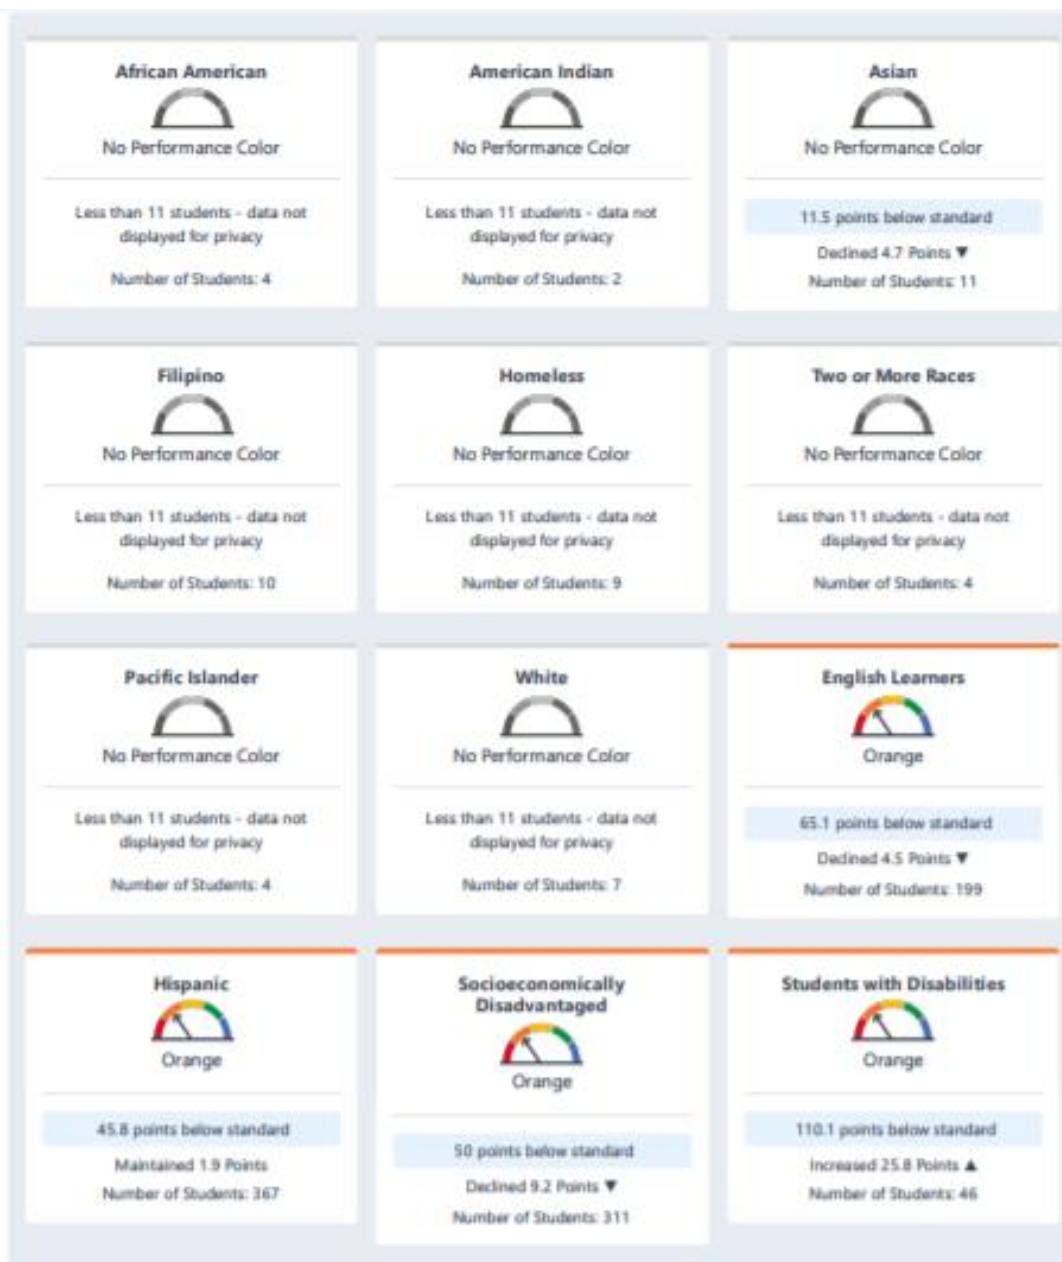 African American
No Performance Color
Less than 11 students - data not
displayed for privacy
Number of Students: 4
American Indian
No Performance Color
Less than 11 students - data not
displayed for privacy
Number of Students: 2
Asian
No Performance Color
11.5 points below standard
Declined 4.7 Points ▼
Number of Students: 11
Filipino
No Performance Color
Less than 11 students - data not
displayed for privacy
Number of Students: 10
Homeless
No Performance Color
Less than 11 students - data not
displayed for privacy
Number of Students: 9
Two or More Races
No Performance Color
Less than 11 students - data not
displayed for privacy
Number of Students: 4
Pacific Islander
No Performance Color
Less than 11 students - data not
displayed for privacy
Number of Students: 4
White
No Performance Color
Less than 11 students - data not
displayed for privacy
Number of Students: 7
English Learners
Orange
65.1 points below standard
Declined 4.5 Points ▼
Number of Students: 199
Hispanic
Orange
45.8 points below standard
Maintained 1.9 Points
Number of Students: 367
Socioeconomically
Disadvantaged
Orange
50 points below standard
Declined 9.2 Points ▼
Number of Students: 311
Students with Disabilities
Orange
110.1 points below standard
Increased 25.8 Points ▲
Number of Students: 46